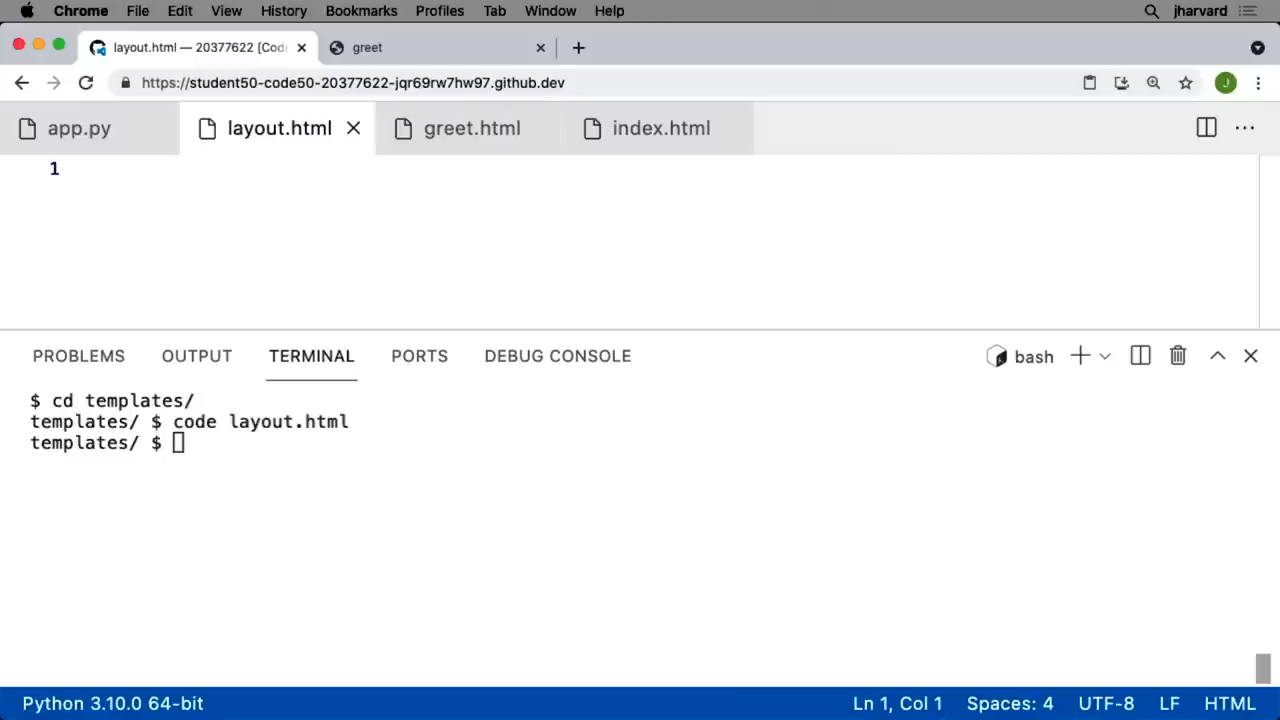 Chrome File Edit View History Bookmarks Profiles Tab Window Help jharvard
layout.html — 20377622 [Cod greet
https://student50-code50-20377622-jqr69rw7hw97.github.dev J
app.py layout.html greet.html index.html
1
PROBLEMS OUTPUT TERMINAL PORTS DEBUG CONSOLE bash
$ cd templates/
templates/ $ code layout.html
templates/ $
Python 3.10.0 64-bit Ln 1, Col 1 Spaces: 4 UTF-8 LF HTML